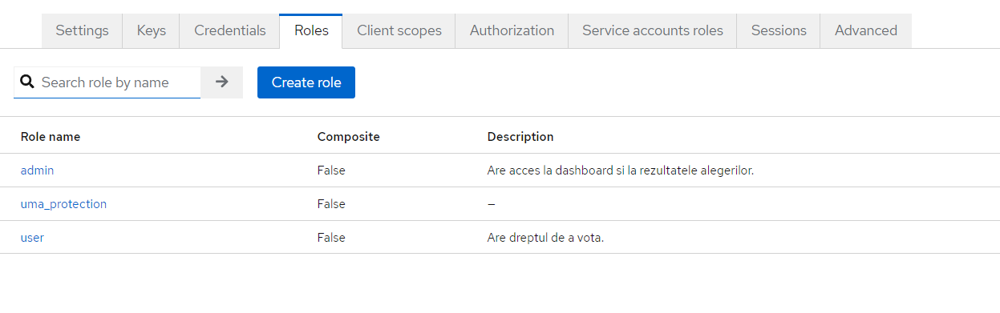 Settings Keys Credentials Roles Client scopes Authorization Service accounts roles Sessions Advanced
Search role by name Create role
Role name Composite Description
admin False Are acces la dashboard si la rezultatele alegerilor.
uma_protection False —
user False Are dreptul de a vota.